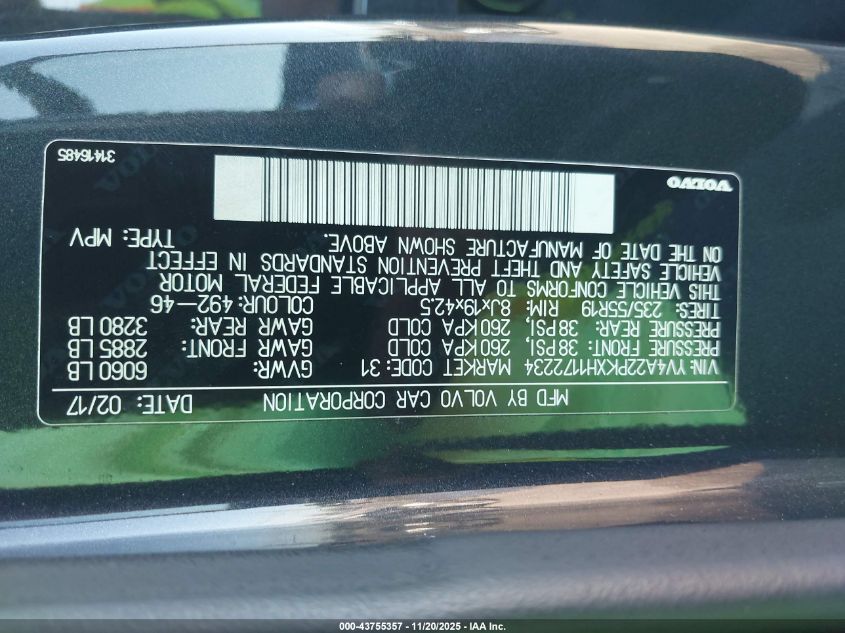 MFD BY VOLVO CAR CORPORATION DATE: 02/17
VIN: YV4A22PKXH1172234 MARKET CODE: 31 GVWR: 6060 LB
PRESSURE FRONT: 38 PSI, 260 KPA COLD GAWR FRONT: 2885 LB
PRESSURE REAR: 38 PSI, 260 KPA COLD GAWR REAR: 3280 LB
TIRES: 235/55R19 RIM: 8Jx19x42.5 COLOUR: 492-46
THIS VEHICLE CONFORMS TO ALL APPLICABLE FEDERAL MOTOR
VEHICLE SAFETY AND THEFT PREVENTION STANDARDS IN EFFECT
ON THE DATE OF MANUFACTURE SHOWN ABOVE. TYPE: MPV
VOLVO
31416485
000-43755357 - 11/20/2025 - IAA Inc.